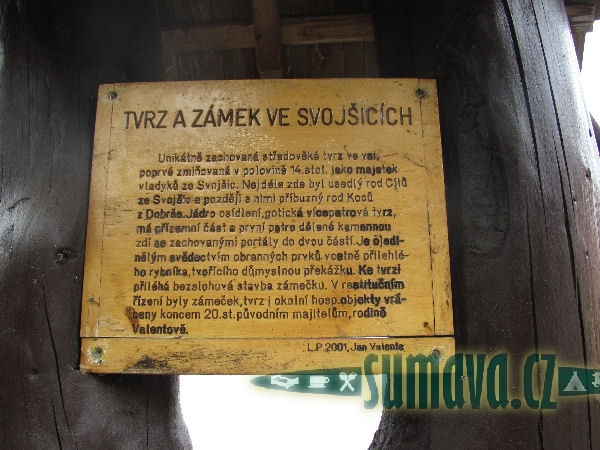 TVRZ A ZÁMEK VE SVOJŠICÍCH
Unikátně zachovaná středověká tvrz ve vsi,
poprvé zmiňovaná v polovině 14. stol. jako majetek
vladyků ze Svojšic. Nejdéle zde byl usedlý rod Cýlů
ze Svojšic a později s nimi příbuzný rod Koců
z Dobrše. Jádro osídlení, gotická vícepatrová tvrz,
má přízemní část a první patro dělené kamennou
zdí se zachovanými portály do dvou částí. Je ojedi-
nělým svědectvím obranných prvků vcetně přilehlé-
ho rybníka, tvořícího důmyslnou překážku. Ke tvrzi
přiléhá bezslohová stavba zámečku. V restitučním
řízení byly zámeček, tvrz i okolní hosp. objekty vrá-
ceny koncem 20. st. původním majitelům, rodině
Valentově.
L.P. 2001, Jan Valenta
sumava.cz